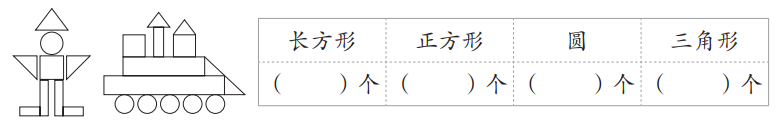 长方形 正方形 圆 三角形
( )个 ( )个 ( )个 ( )个